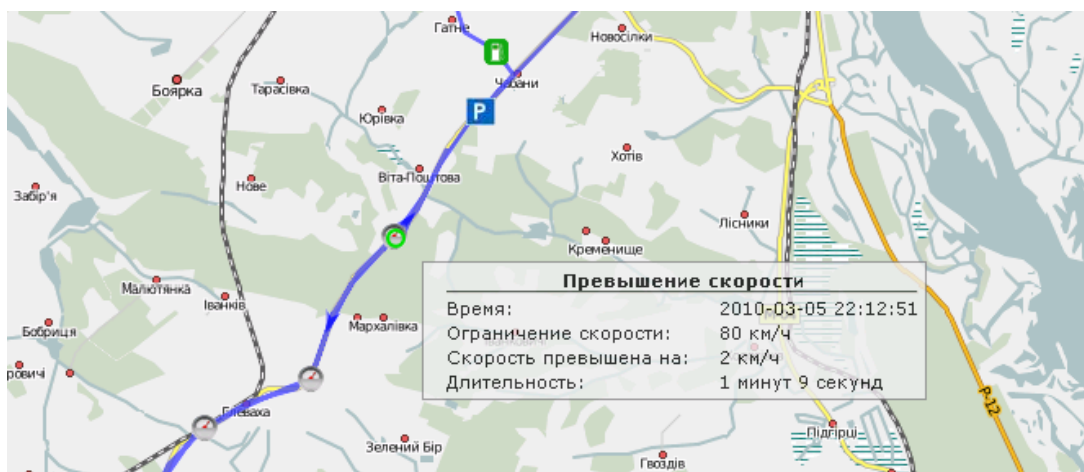 Гатне
Новосілки
Чабани
Боярка
Тарасівка
P
Юрівка
Хотів
Віта-Поштова
Нове
Забір'я
Лісники
Кременище
Превышение скорости
Малютянка
Іванків
Время: 2010-03-05 22:12:51
Бобриця
Мархалівка
Ограничение скорости: 80 км/ч
Скорость превышена на: 2 км/ч
ровичі
Длительность: 1 минут 9 секунд
P-12
Глеваха
Підгірці
Зелений Бір
Гвоздів